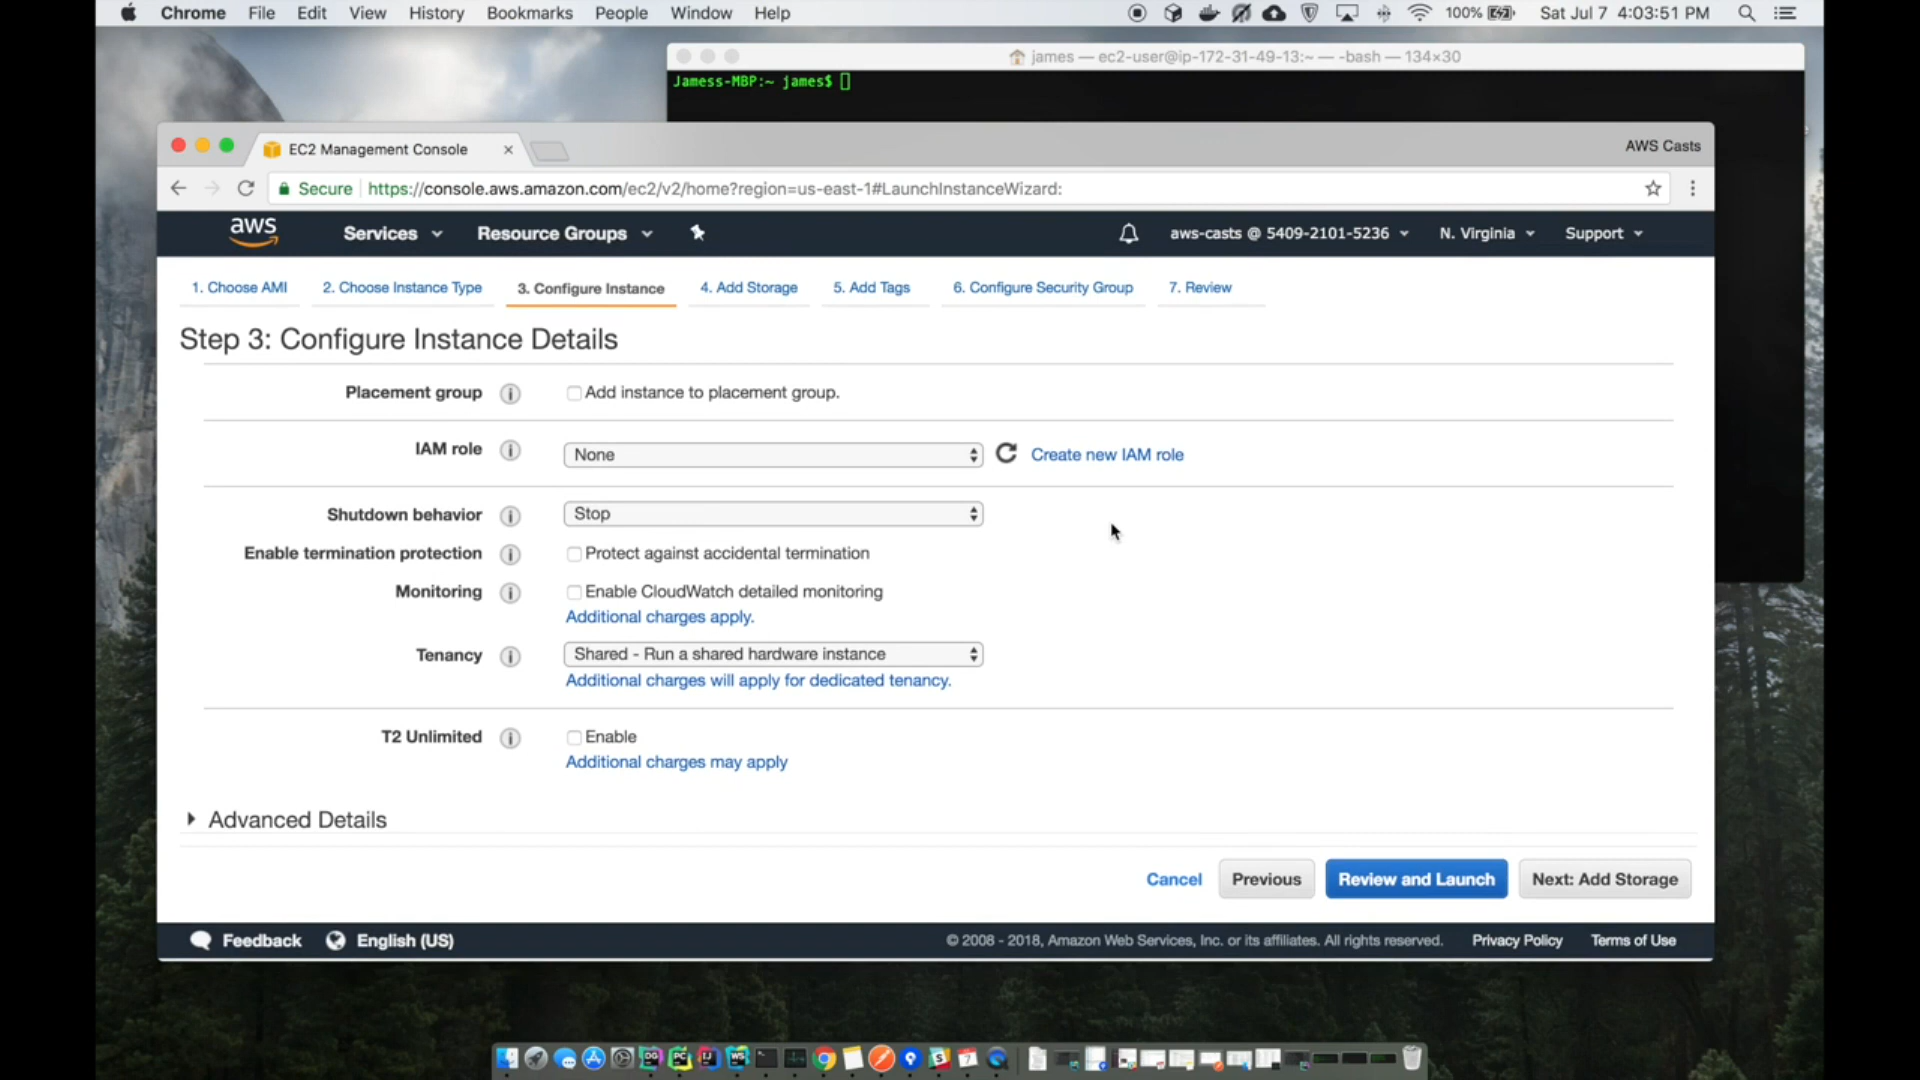 Chrome File Edit View History Bookmarks People Window Help 100% Sat Jul 7 4:03:51 PM
james — ec2-user@ip-172-31-49-13:~ — -bash — 134×30
Jamess-MBP:~ james$
EC2 Management Console
AWS Casts
Secure https://console.aws.amazon.com/ec2/v2/home?region=us-east-1#LaunchInstanceWizard:
aws Services Resource Groups aws-casts @ 5409-2101-5236 N. Virginia Support
1. Choose AMI 2. Choose Instance Type 3. Configure Instance 4. Add Storage 5. Add Tags 6. Configure Security Group 7. Review
Step 3: Configure Instance Details
Placement group Add instance to placement group.
IAM role None Create new IAM role
Shutdown behavior Stop
Enable termination protection Protect against accidental termination
Monitoring Enable CloudWatch detailed monitoring
Additional charges apply.
Tenancy Shared - Run a shared hardware instance
Additional charges will apply for dedicated tenancy.
T2 Unlimited Enable
Additional charges may apply
Advanced Details
Cancel Previous Review and Launch Next: Add Storage
Feedback English (US) © 2008 - 2018, Amazon Web Services, Inc. or its affiliates. All rights reserved. Privacy Policy Terms of Use
DG PC IJ WS 7